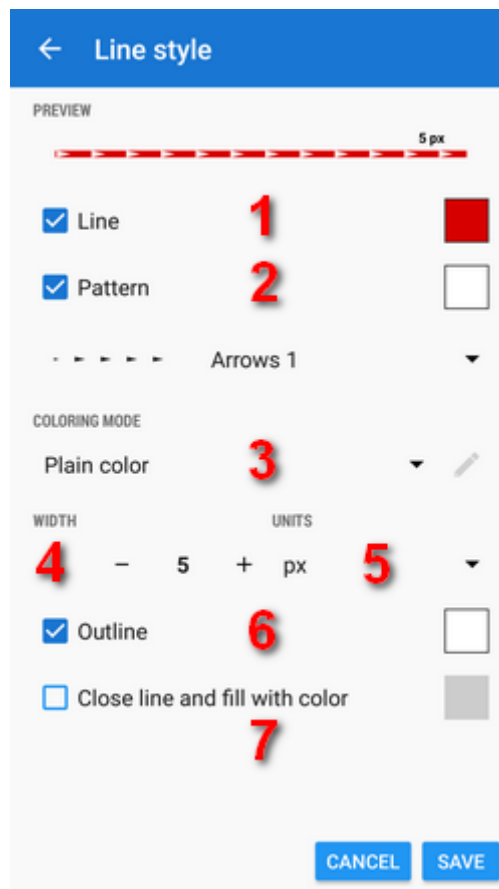 Line style
PREVIEW
5 px
Line 1
Pattern 2
Arrows 1
COLORING MODE
Plain color 3
WIDTH UNITS
4 − 5 + px 5
Outline 6
Close line and fill with color
7
CANCEL SAVE